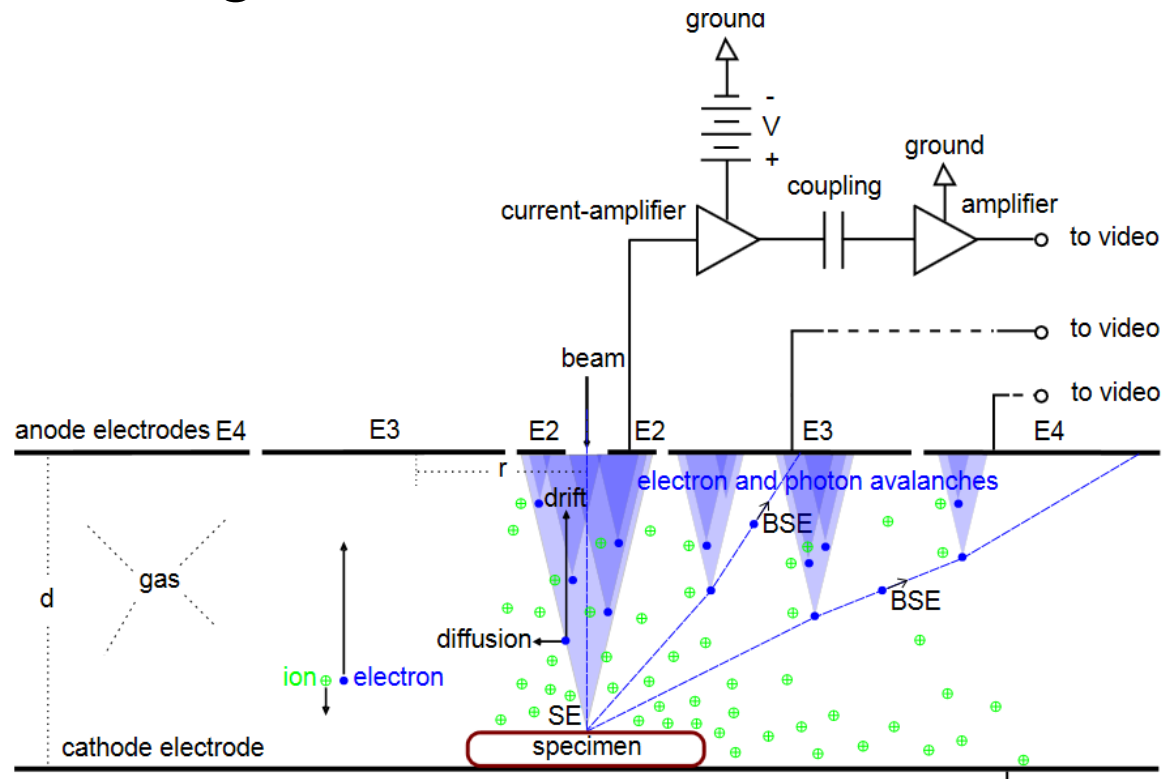 ground
-
V
+
ground
coupling
current-amplifier
amplifier
to video
to video
beam
to video
anode electrodes E4
E3
E2
E2
E3
E4
r
electron and photon avalanches
drift
BSE
gas
d
BSE
diffusion
ion
electron
SE
cathode electrode
specimen